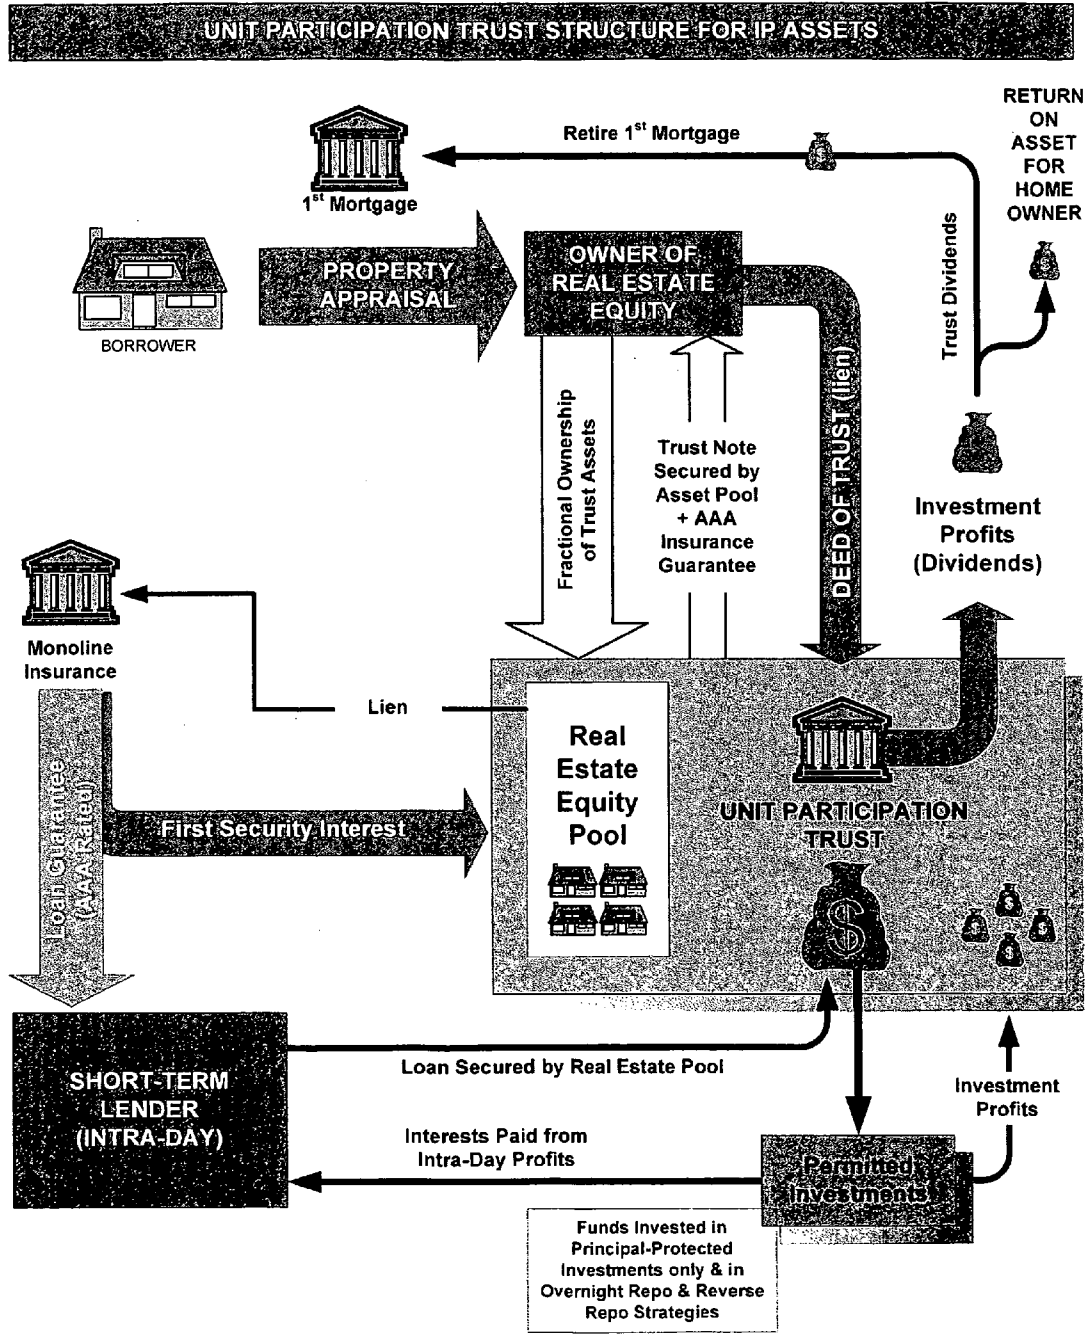 UNIT PARTICIPATION TRUST STRUCTURE FOR IP ASSETS
RETURN
ON
ASSET
FOR
HOME
OWNER
Retire 1st Mortgage
1st Mortgage
PROPERTY
APPRAISAL
OWNER OF
REAL ESTATE
EQUITY
BORROWER
Trust Dividends
Fractional Ownership
of Trust Assets
Trust Note
Secured by
Asset Pool
+ AAA
Insurance
Guarantee
DEED OF TRUST (lien)
Investment
Profits
(Dividends)
Monoline
Insurance
Lien
Real
Estate
Equity
Pool
UNIT PARTICIPATION
TRUST
Loan Guarantee
(AAA Rated)
First Security Interest
$
$
$
$
$
SHORT-TERM
LENDER
(INTRA-DAY)
Loan Secured by Real Estate Pool
Investment
Profits
Interests Paid from
Intra-Day Profits
Permitted
Investments
Funds Invested in
Principal-Protected
Investments only & in
Overnight Repo & Reverse
Repo Strategies